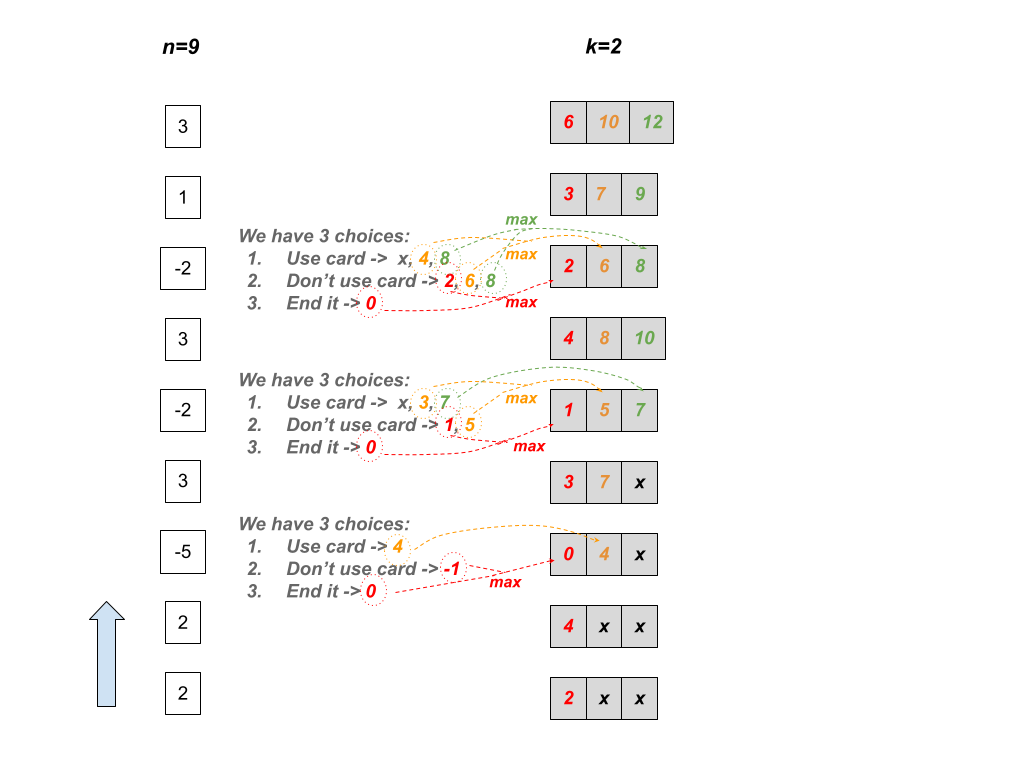 n=9 k=2
3 6 10 12
1 3 7 9
max
We have 3 choices:
1. Use card -> x, 4, 8
max
-2 2 6 8
2. Don't use card -> 2, 6, 8
3. End it -> 0
max
3 4 8 10
We have 3 choices:
1. Use card -> x, 3, 7
max
-2 1 5 7
2. Don't use card -> 1, 5
3. End it -> 0
max
3 3 7 x
We have 3 choices:
1. Use card -> 4
-5 0 4 x
2. Don't use card -> -1
max
3. End it -> 0
2 4 x x
2 2 x x